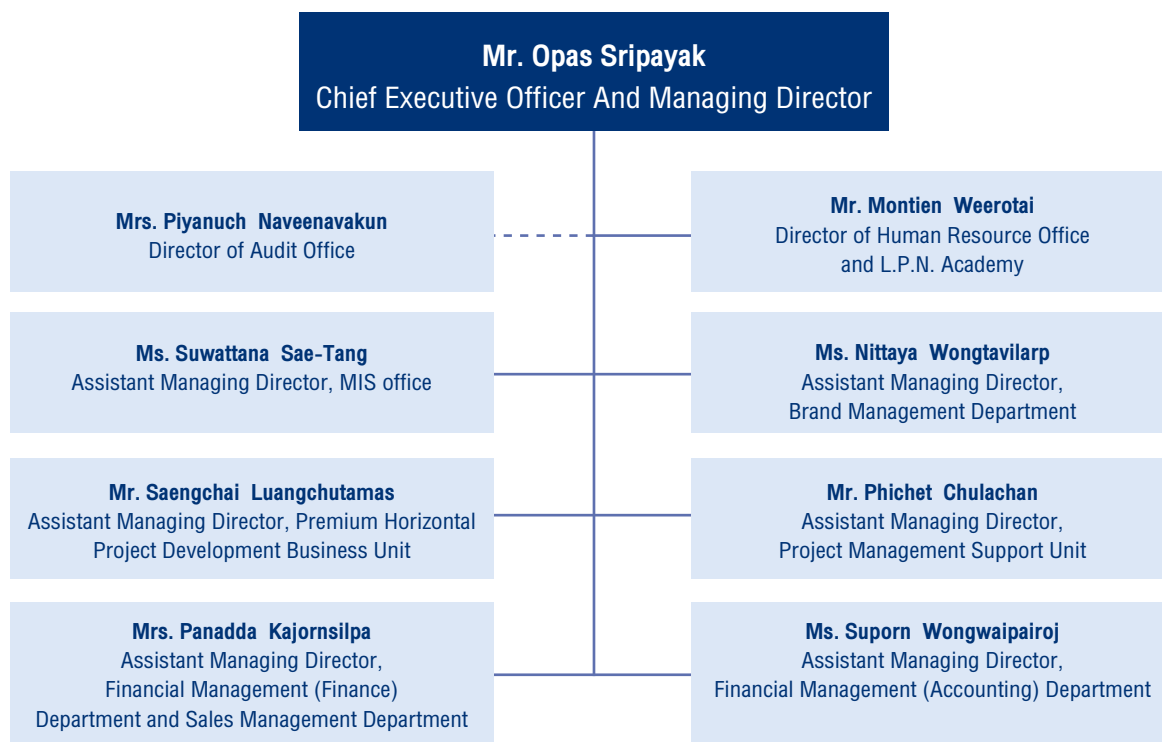 Mr. Opas Sripayak
Chief Executive Officer And Managing Director
Mrs. Piyanuch Naveenavakun
Director of Audit Office
Mr. Montien Weerotai
Director of Human Resource Office
and L.P.N. Academy
Ms. Suwattana Sae-Tang
Assistant Managing Director, MIS office
Ms. Nittaya Wongtavilarp
Assistant Managing Director,
Brand Management Department
Mr. Saengchai Luangchutamas
Assistant Managing Director, Premium Horizontal
Project Development Business Unit
Mr. Phichet Chulachan
Assistant Managing Director,
Project Management Support Unit
Mrs. Panadda Kajornsilpa
Assistant Managing Director,
Financial Management (Finance)
Department and Sales Management Department
Ms. Suporn Wongwaipairoj
Assistant Managing Director,
Financial Management (Accounting) Department